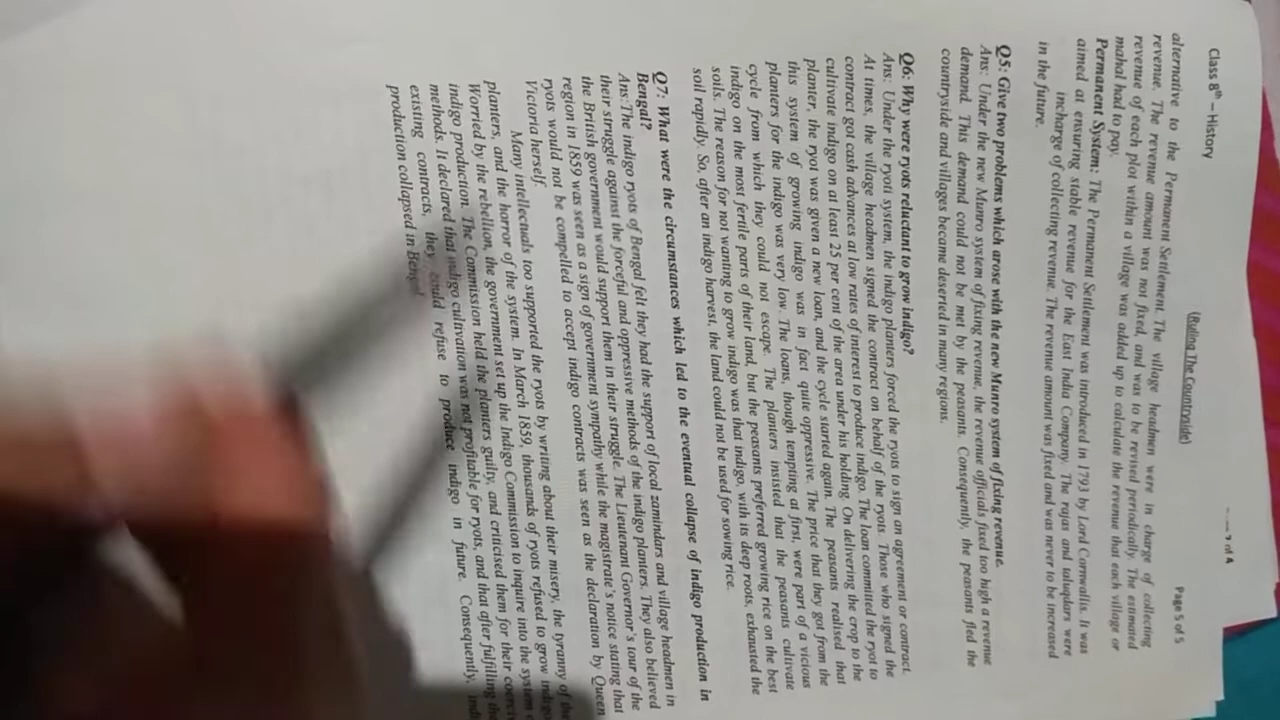 Class 8th – History
(Ruling The Countryside)
Page 5 of 5
of 4
alternative to the Permanent Settlement. The village headmen were in charge of collecting
revenue. The revenue amount was not fixed, and was to be revised periodically. The estimated
revenue of each plot within a village was added up to calculate the revenue that each village or
mahal had to pay.
Permanent System: The Permanent Settlement was introduced in 1793 by Lord Cornwallis. It was
aimed at ensuring stable revenue for the East India Company. The rajas and taluqdars were
incharge of collecting revenue. The revenue amount was fixed and was never to be increased
in the future.
Q5: Give two problems which arose with the new Munro system of fixing revenue.
Ans: Under the new Munro system of fixing revenue, the revenue officials fixed too high a revenue
demand. This demand could not be met by the peasants. Consequently, the peasants fled the
countryside and villages became deserted in many regions.
Q6: Why were ryots reluctant to grow indigo?
Ans: Under the ryoti system, the indigo planters forced the ryots to sign an agreement or contract.
At times, the village headmen signed the contract on behalf of the ryots. Those who signed the
contract got cash advances at low rates of interest to produce indigo. The loan committed the ryot to
cultivate indigo on at least 25 per cent of the area under his holding. On delivering the crop to the
planter, the ryot was given a new loan, and the cycle started again. The peasants realised that
this system of growing indigo was in fact quite oppressive. The price that they got from the
planters for the indigo was very low. The loans, though tempting at first, were part of a vicious
cycle from which they could not escape. The planters insisted that the peasants cultivate
indigo on the most fertile parts of their land, but the peasants preferred growing rice on the best
soils. The reason for not wanting to grow indigo was that indigo, with its deep roots, exhausted the
soil rapidly. So, after an indigo harvest, the land could not be used for sowing rice.
Q7: What were the circumstances which led to the eventual collapse of indigo production in
Bengal?
Ans: The indigo ryots of Bengal felt they had the support of local zamindars and village headmen in
their struggle against the forceful and oppressive methods of the indigo planters. They also believed
the British government would support them in their struggle. The Lieutenant Governor's tour of the
region in 1859 was seen as a sign of government sympathy while the magistrate's notice stating that
ryots would not be compelled to accept indigo contracts was seen as the declaration by Queen
Victoria herself.
Many intellectuals too supported the ryots by writing about their misery, the tyranny of the
planters, and the horror of the system. In March 1859, thousands of ryots refused to grow indigo
Worried by the rebellion, the government set up the Indigo Commission to inquire into the system
indigo production. The Commission held the planters guilty, and criticised them for their
methods. It declared that indigo cultivation was not profitable for ryots, and that after fulfilling the
existing contracts, they could refuse to produce indigo in future. Consequently,
production collapsed in Bengal